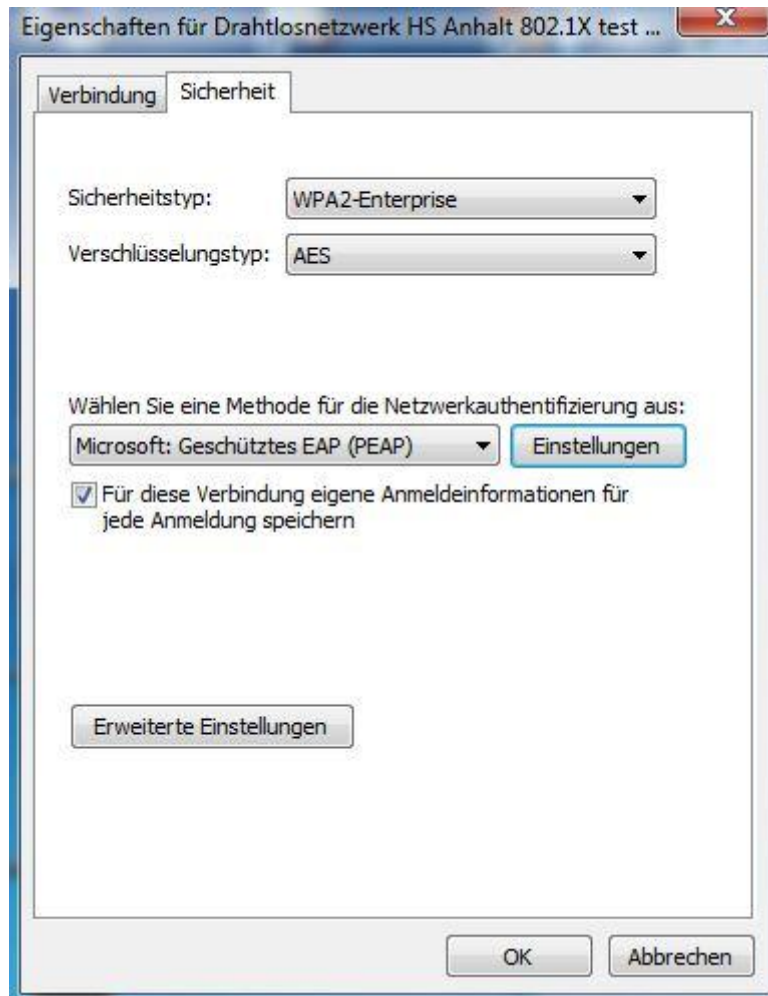 Eigenschaften für Drahtlosnetzwerk HS Anhalt 802.1X test ...
Verbindung
Sicherheit
Sicherheitstyp:
WPA2-Enterprise
Verschlüsselungstyp:
AES
Wählen Sie eine Methode für die Netzwerkauthentifizierung aus:
Microsoft: Geschütztes EAP (PEAP)
Einstellungen
Für diese Verbindung eigene Anmeldeinformationen für
jede Anmeldung speichern
Erweiterte Einstellungen
OK
Abbrechen